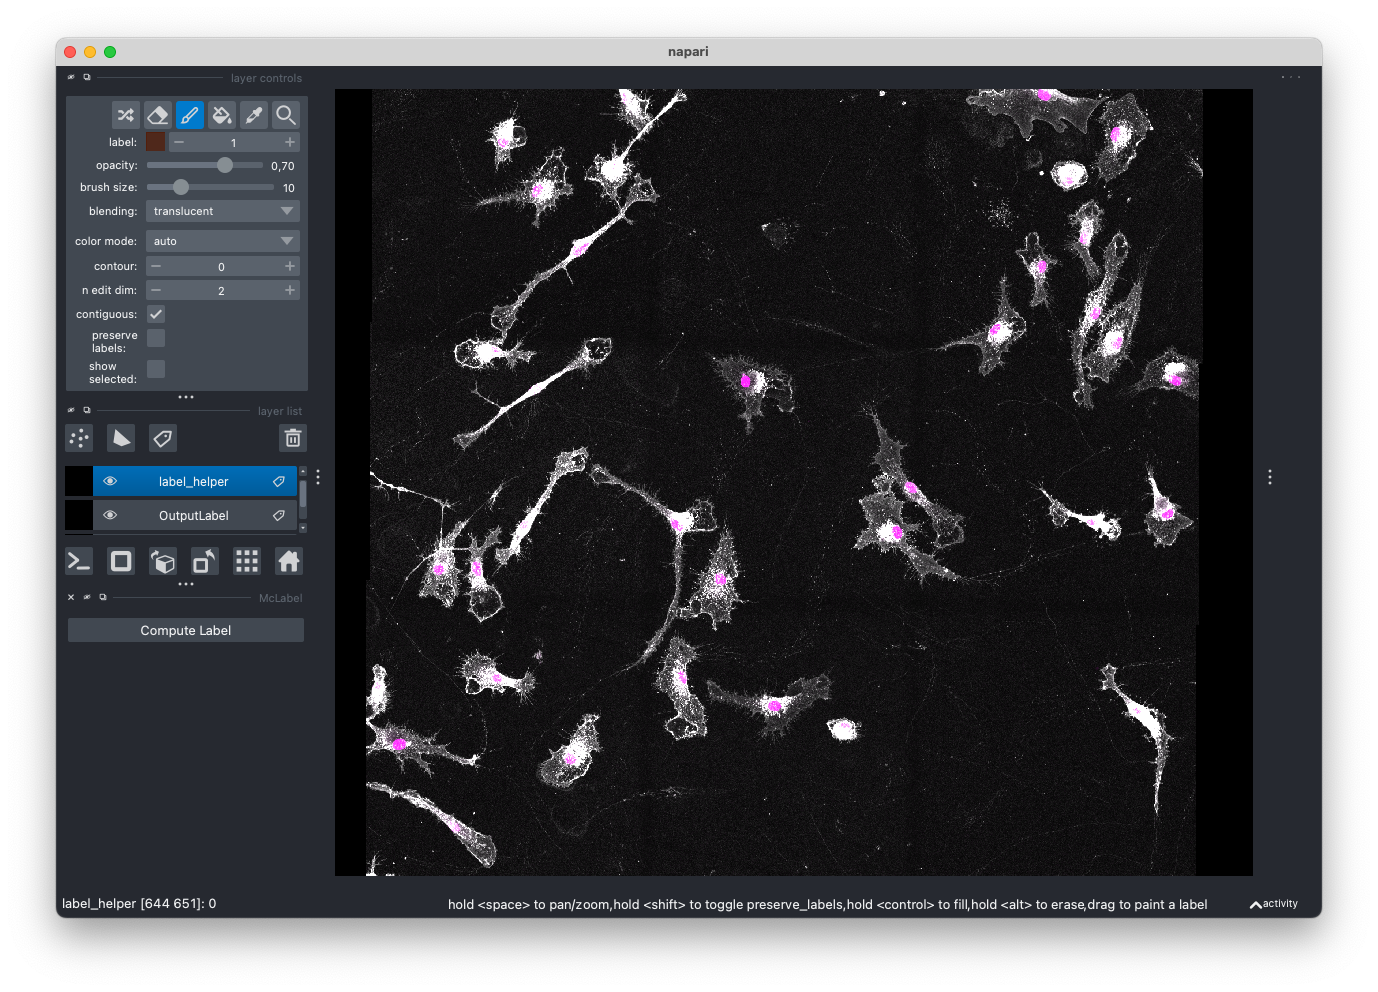 napari
layer controls
label:
1
opacity:
0,70
brush size:
10
blending:
translucent
color mode:
auto
contour:
0
n edit dim:
2
contiguous:
preserve
labels:
show
selected:
layer list
label_helper
OutputLabel
McLabel
Compute Label
label_helper [644 651]: 0
hold <space> to pan/zoom,hold <shift> to toggle preserve_labels,hold <control> to fill,hold <alt> to erase,drag to paint a label
activity